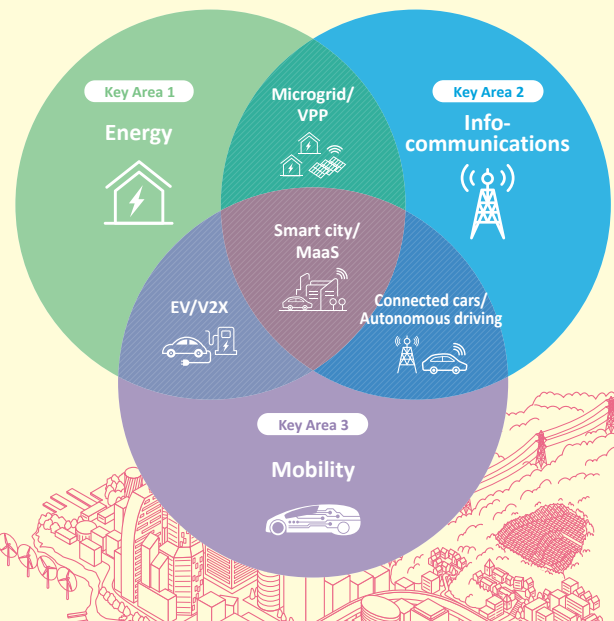 Key Area 1
Energy
Microgrid/
VPP
Key Area 2
Info-
communications
Smart city/
MaaS
EV/V2X
Connected cars/
Autonomous driving
Key Area 3
Mobility